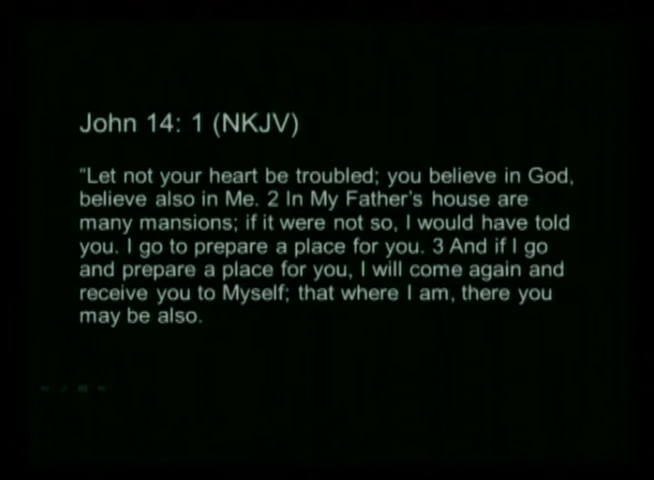 John 14: 1 (NKJV)
“Let not your heart be troubled; you believe in God,
believe also in Me. 2 In My Father's house are
many mansions; if it were not so, I would have told
you. I go to prepare a place for you. 3 And if I go
and prepare a place for you, I will come again and
receive you to Myself; that where I am, there you
may be also.